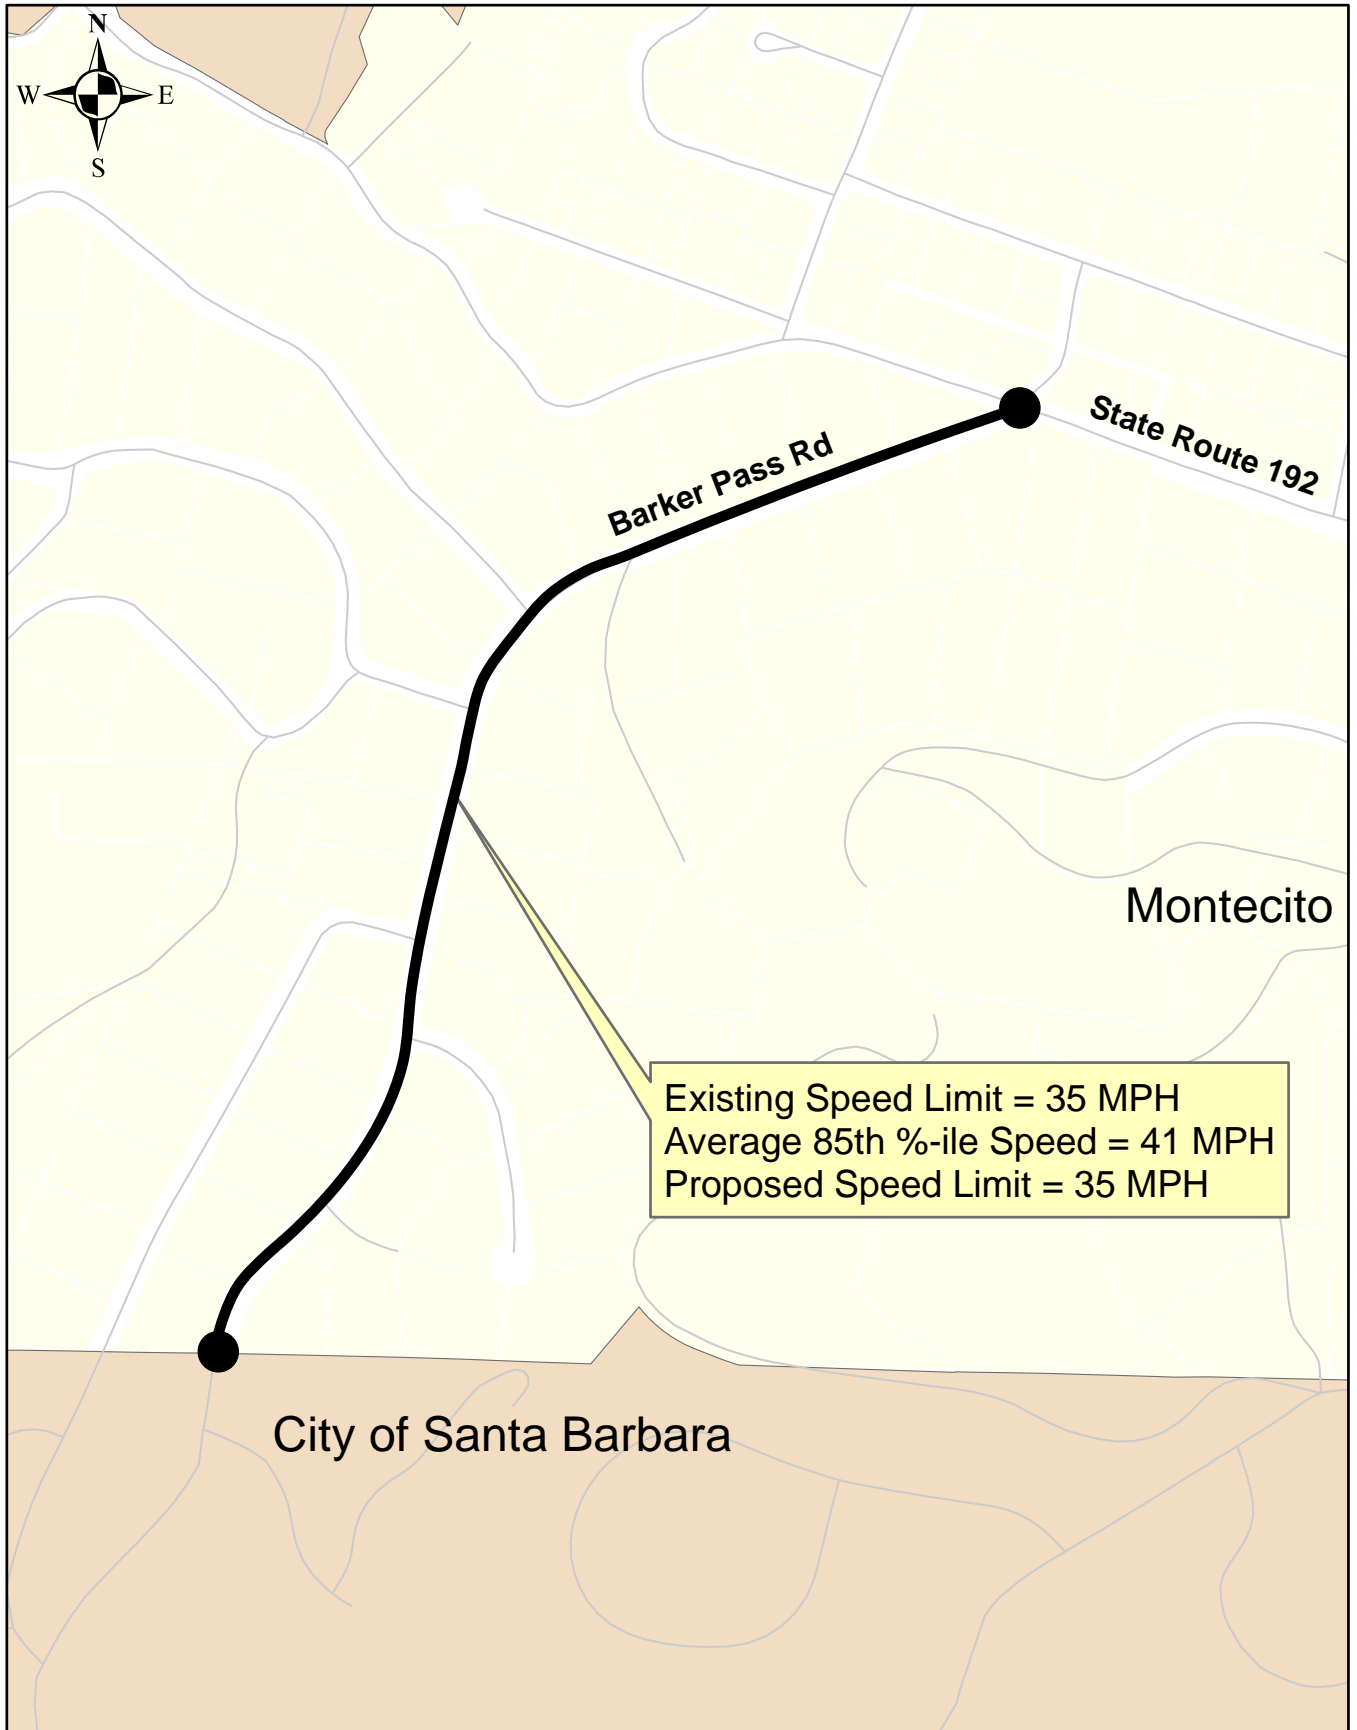 N
W
E
S
State Route 192
Barker Pass Rd
Montecito
Existing Speed Limit = 35 MPH
Average 85th %-ile Speed = 41 MPH
Proposed Speed Limit = 35 MPH
City of Santa Barbara